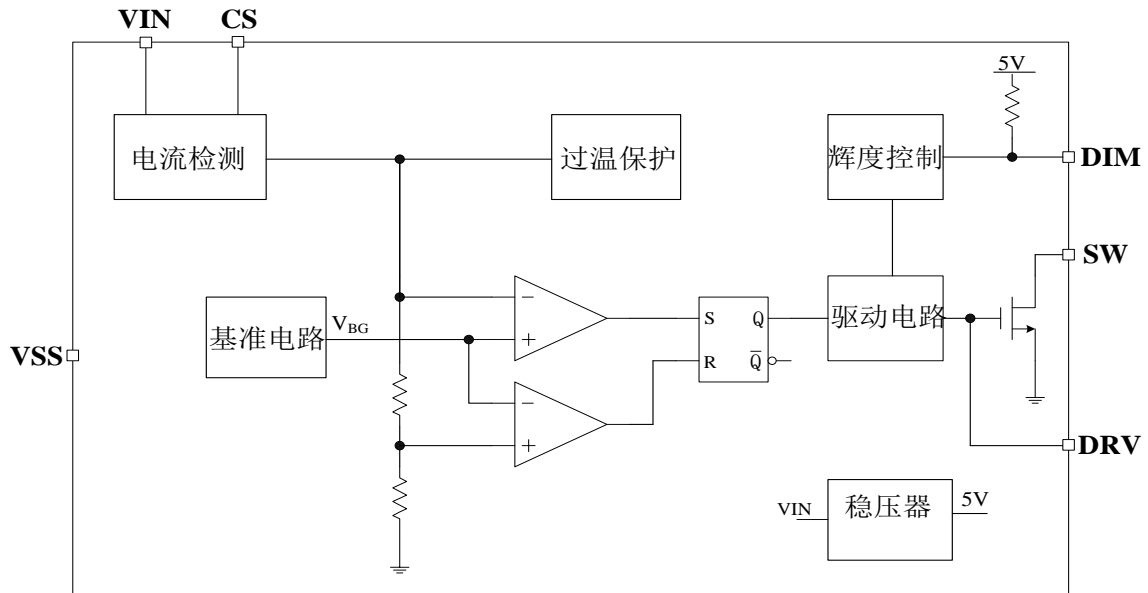 VIN
CS
5V
电流检测
过温保护
辉度控制
DIM
SW
基准电路
VBG
−
+
S
Q
驱动电路
VSS
R
Q̅
−
+
DRV
VIN
稳压器
5V